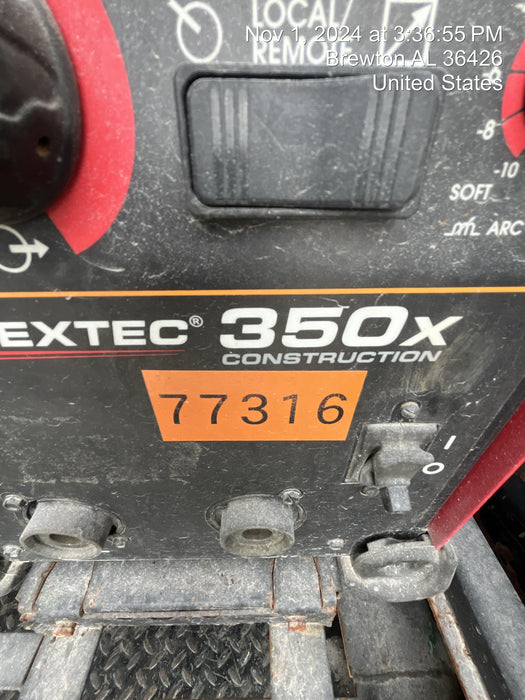 Nov 1, 2024 at 3:36:55 PM
Brewton AL 36426
United States
LOCAL/
REMOTE
-8
-10
SOFT
ARC
EXTEC® 350X
CONSTRUCTION
77316
I
O